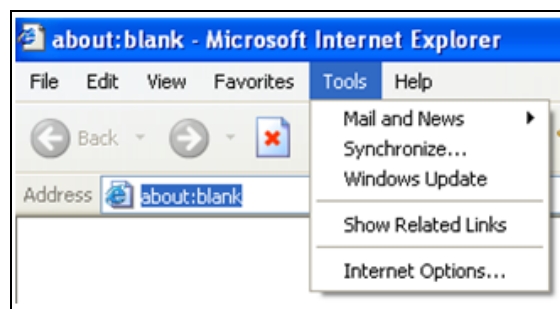 about:blank - Microsoft Internet Explorer
File Edit View Favorites Tools Help
Back
Mail and News
Synchronize...
Windows Update
Address about:blank
Show Related Links
Internet Options...